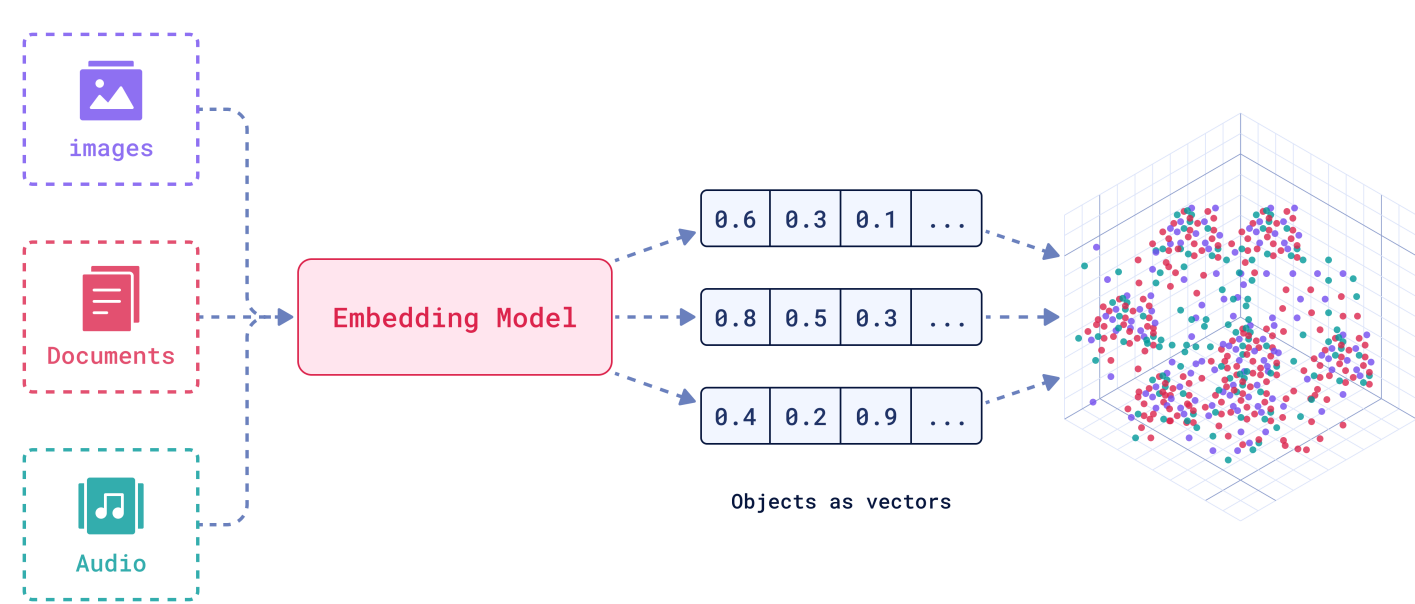 images
Documents
Audio
Embedding Model
0.6 0.3 0.1 ...
0.8 0.5 0.3 ...
0.4 0.2 0.9 ...
Objects as vectors